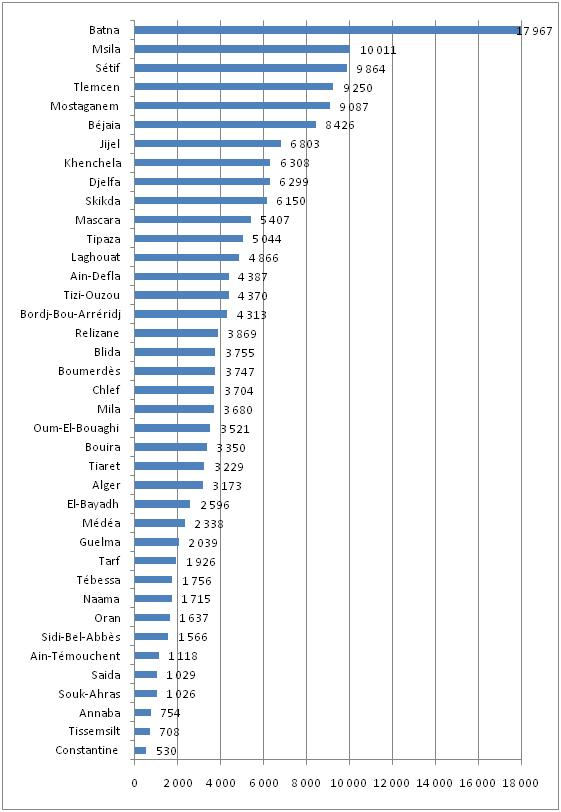 Batna 17 967
Msila 10 011
Sétif 9 864
Tlemcen 9 250
Mostaganem 9 087
Béjaia 8 426
Jijel 6 803
Khenchela 6 308
Djelfa 6 299
Skikda 6 150
Mascara 5 407
Tipaza 5 044
Laghouat 4 866
Ain-Defla 4 387
Tizi-Ouzou 4 370
Bordj-Bou-Arréridj 4 313
Relizane 3 869
Blida 3 755
Boumerdès 3 747
Chlef 3 704
Mila 3 680
Oum-El-Bouaghi 3 521
Bouira 3 350
Tiaret 3 229
Alger 3 173
El-Bayadh 2 596
Médéa 2 338
Guelma 2 039
Tarf 1 926
Tébessa 1 756
Naama 1 715
Oran 1 637
Sidi-Bel-Abbès 1 566
Ain-Témouchent 1 118
Saida 1 029
Souk-Ahras 1 026
Annaba 754
Tissemsilt 708
Constantine 530
0 2 000 4 000 6 000 8 000 10 000 12 000 14 000 16 000 18 000